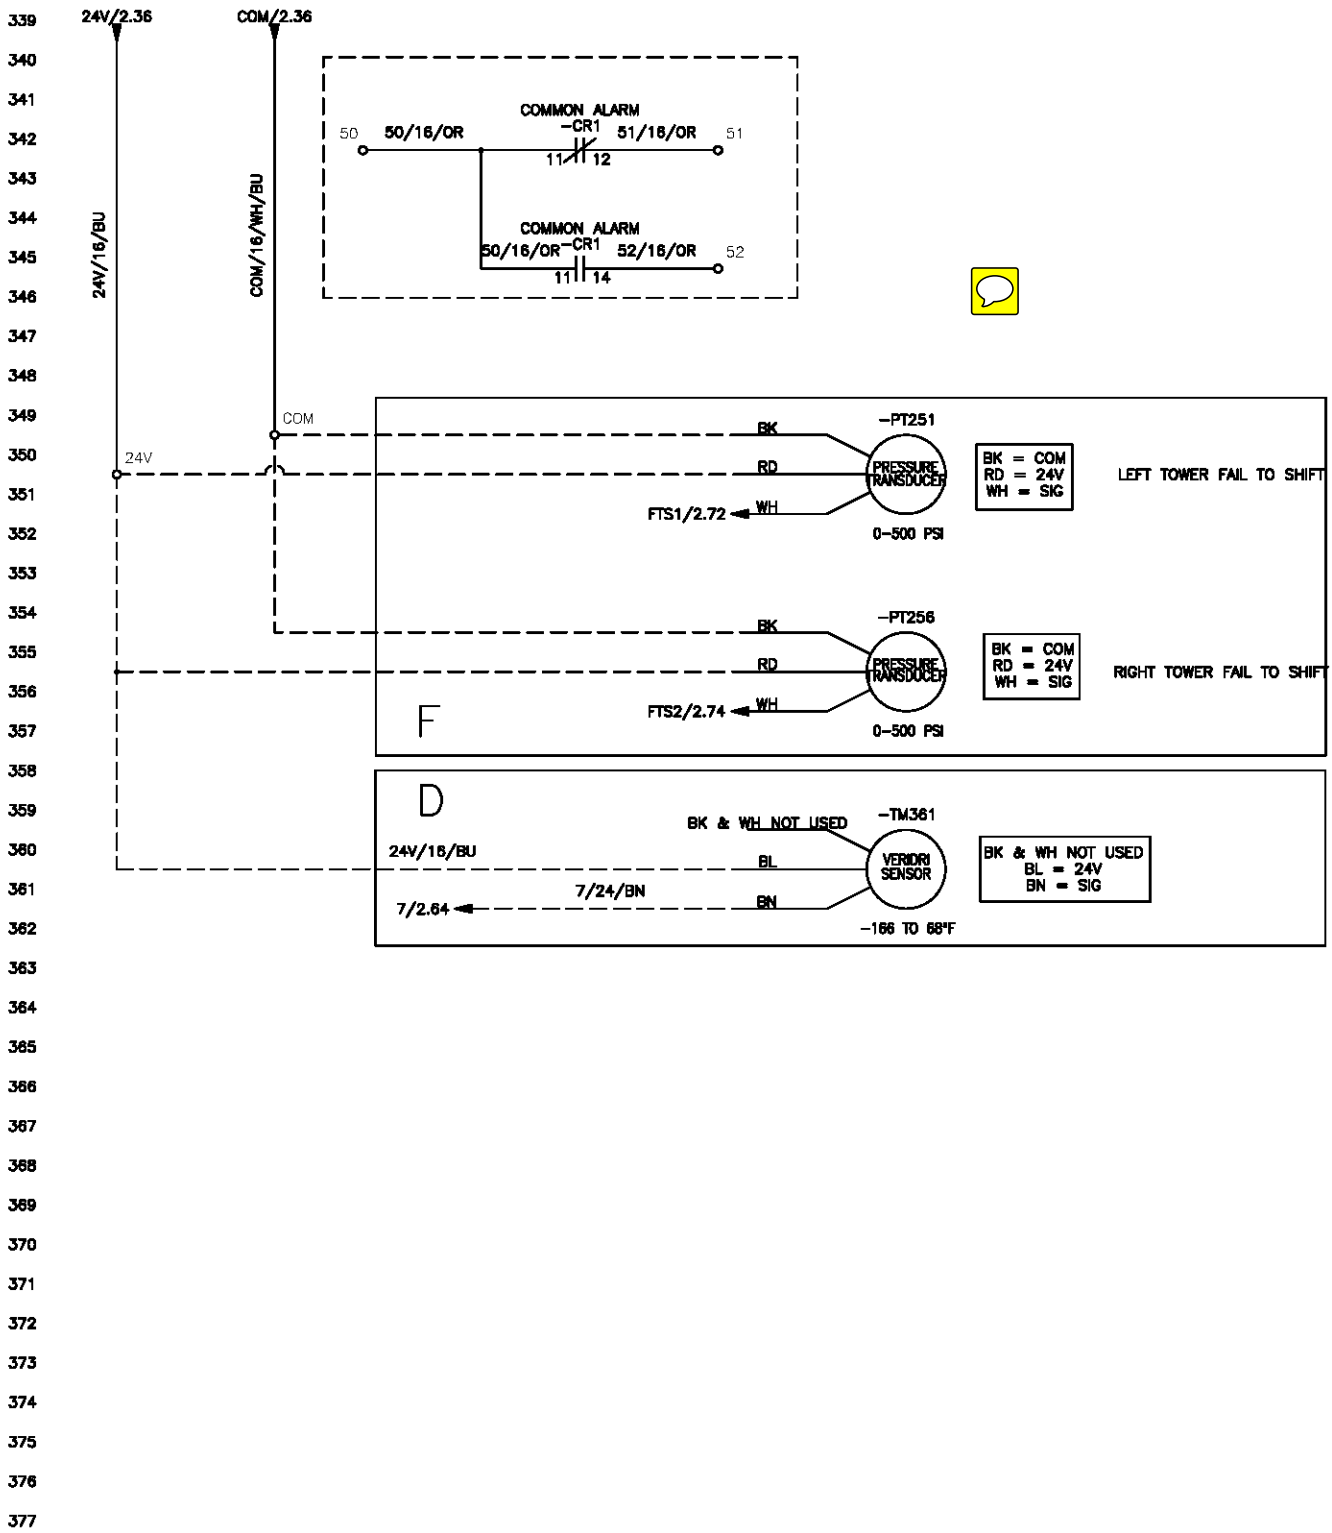 339 24V/2.36 COM/2.36
340
341 COMMON ALARM
-CR1
342 50 50/16/OR 51/16/OR 51
11 12
343
24V/16/BU
COM/16/WH/BU
344 COMMON ALARM
-CR1
345 50/16/OR 52/16/OR 52
11 14
346
347
348
349 COM -PT251
BK
350 24V RD PRESSURE BK = COM
TRANSDUCER RD = 24V LEFT TOWER FAIL TO SHIFT
351 WH = SIG
FTS1/2.72 WH
352 0-500 PSI
353
354 -PT256
BK
355 RD PRESSURE BK = COM
TRANSDUCER RD = 24V RIGHT TOWER FAIL TO SHIFT
356 WH = SIG
FTS2/2.74 WH
357 F 0-500 PSI
358
359 D -TM361
BK & WH NOT USED
360 24V/16/BU BL VERIDRI BK & WH NOT USED
SENSOR BL = 24V
361 7/24/BN BN = SIG
7/2.64 BN
362 -166 TO 68°F
363
364
365
366
367
368
369
370
371
372
373
374
375
376
377